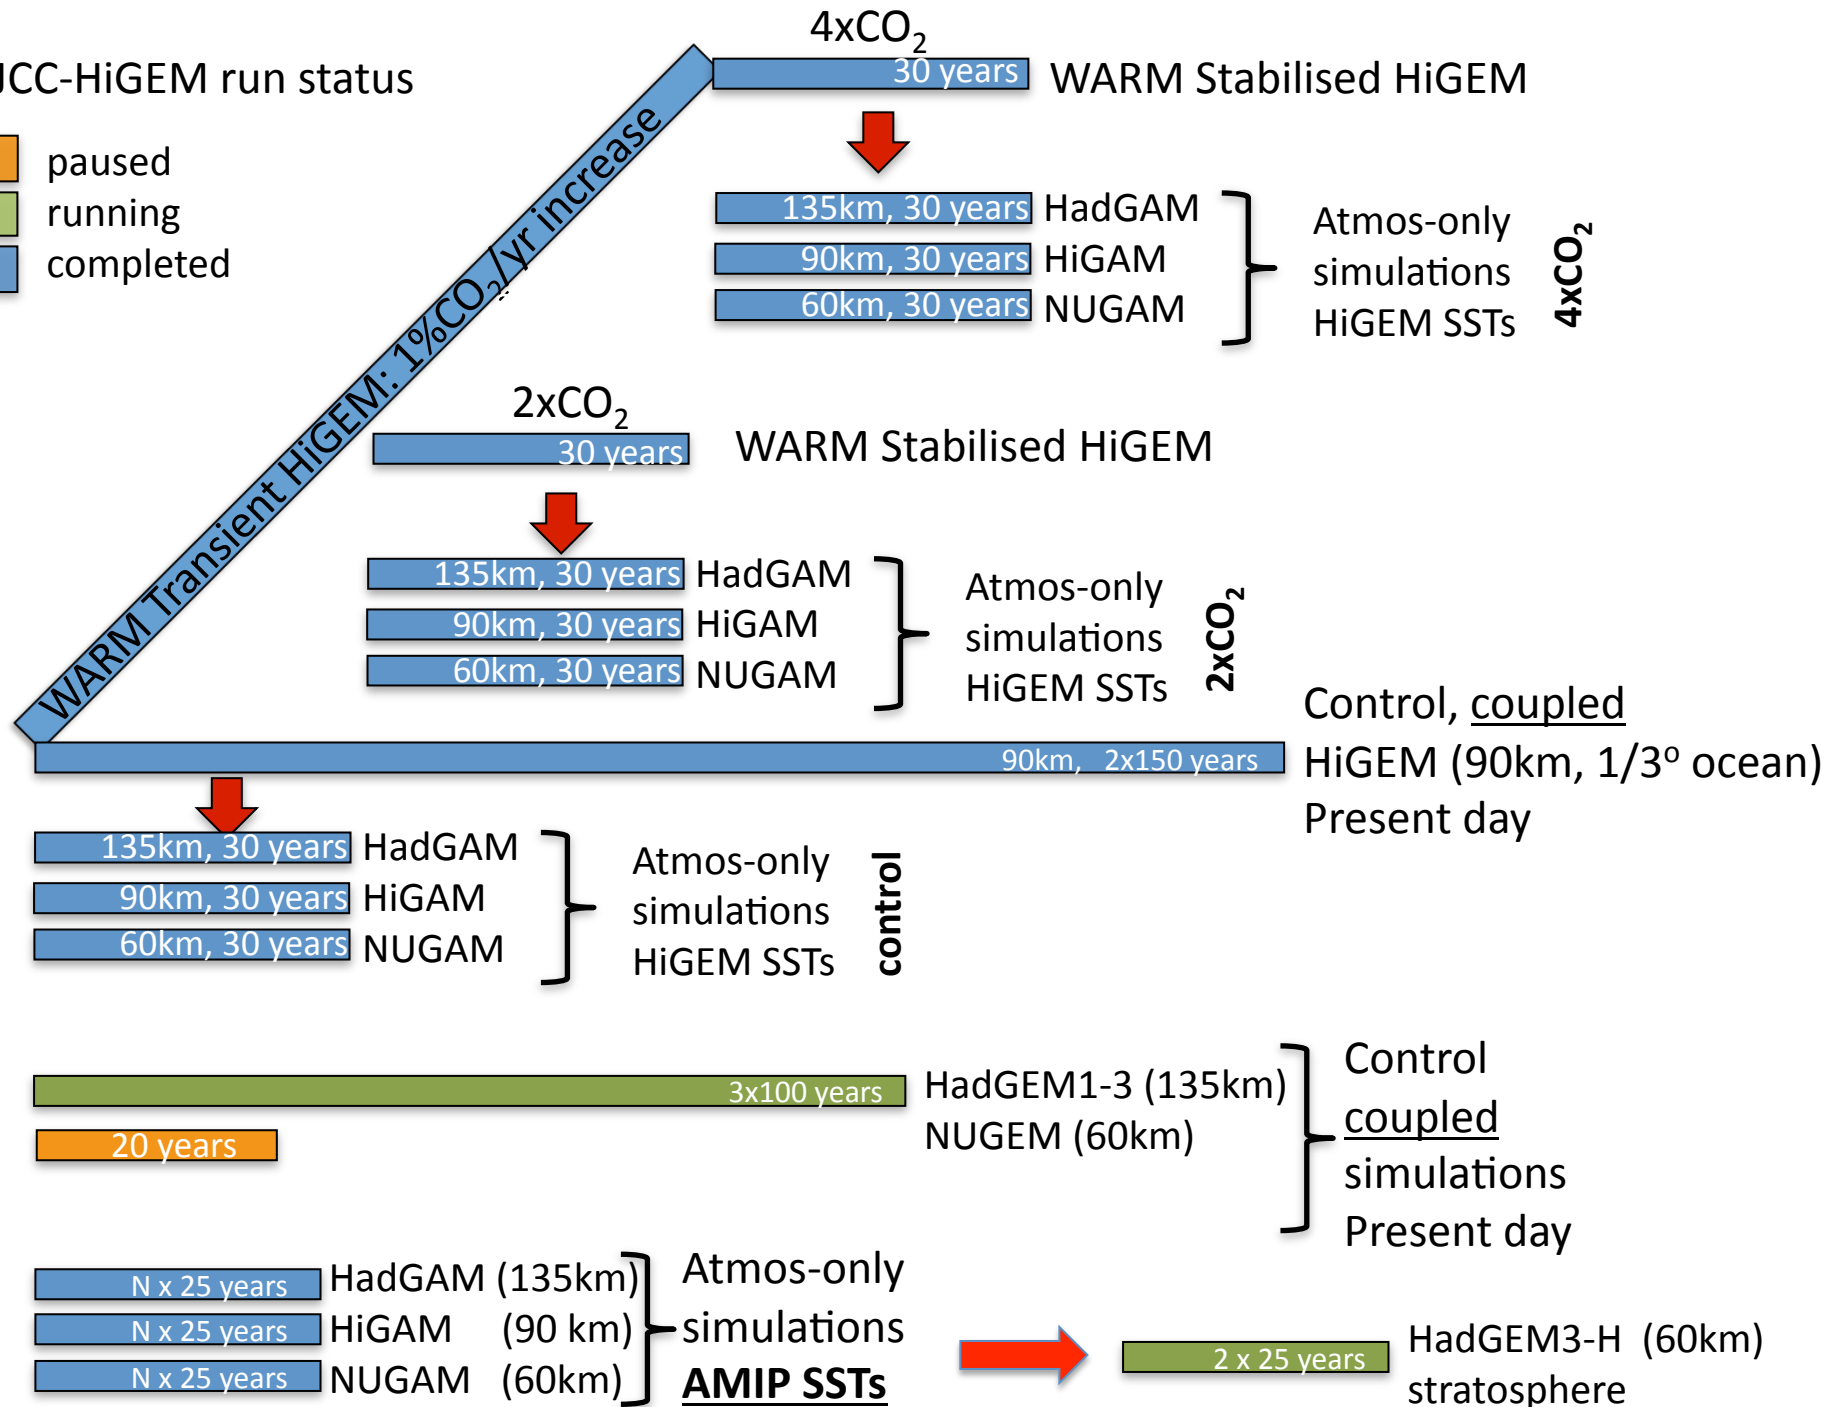 4xCO₂
JCC-HiGEM run status
30 years
WARM Stabilised HiGEM
paused
running
completed
WARM Transient HiGEM: 1%CO₂/yr increase
135km, 30 years HadGAM
90km, 30 years HiGAM
60km, 30 years NUGAM
Atmos-only
simulations
HiGEM SSTs
4xCO₂
2xCO₂
30 years
WARM Stabilised HiGEM
135km, 30 years HadGAM
90km, 30 years HiGAM
60km, 30 years NUGAM
Atmos-only
simulations
HiGEM SSTs
2xCO₂
90km, 2x150 years
Control, coupled
HiGEM (90km, 1/3º ocean)
Present day
135km, 30 years HadGAM
90km, 30 years HiGAM
60km, 30 years NUGAM
Atmos-only
simulations
HiGEM SSTs
control
3x100 years
HadGEM1-3 (135km)
20 years
NUGEM (60km)
Control
coupled
simulations
Present day
N x 25 years HadGAM (135km)
N x 25 years HiGAM (90 km)
N x 25 years NUGAM (60km)
Atmos-only
simulations
AMIP SSTs
2 x 25 years
HadGEM3-H (60km)
stratosphere